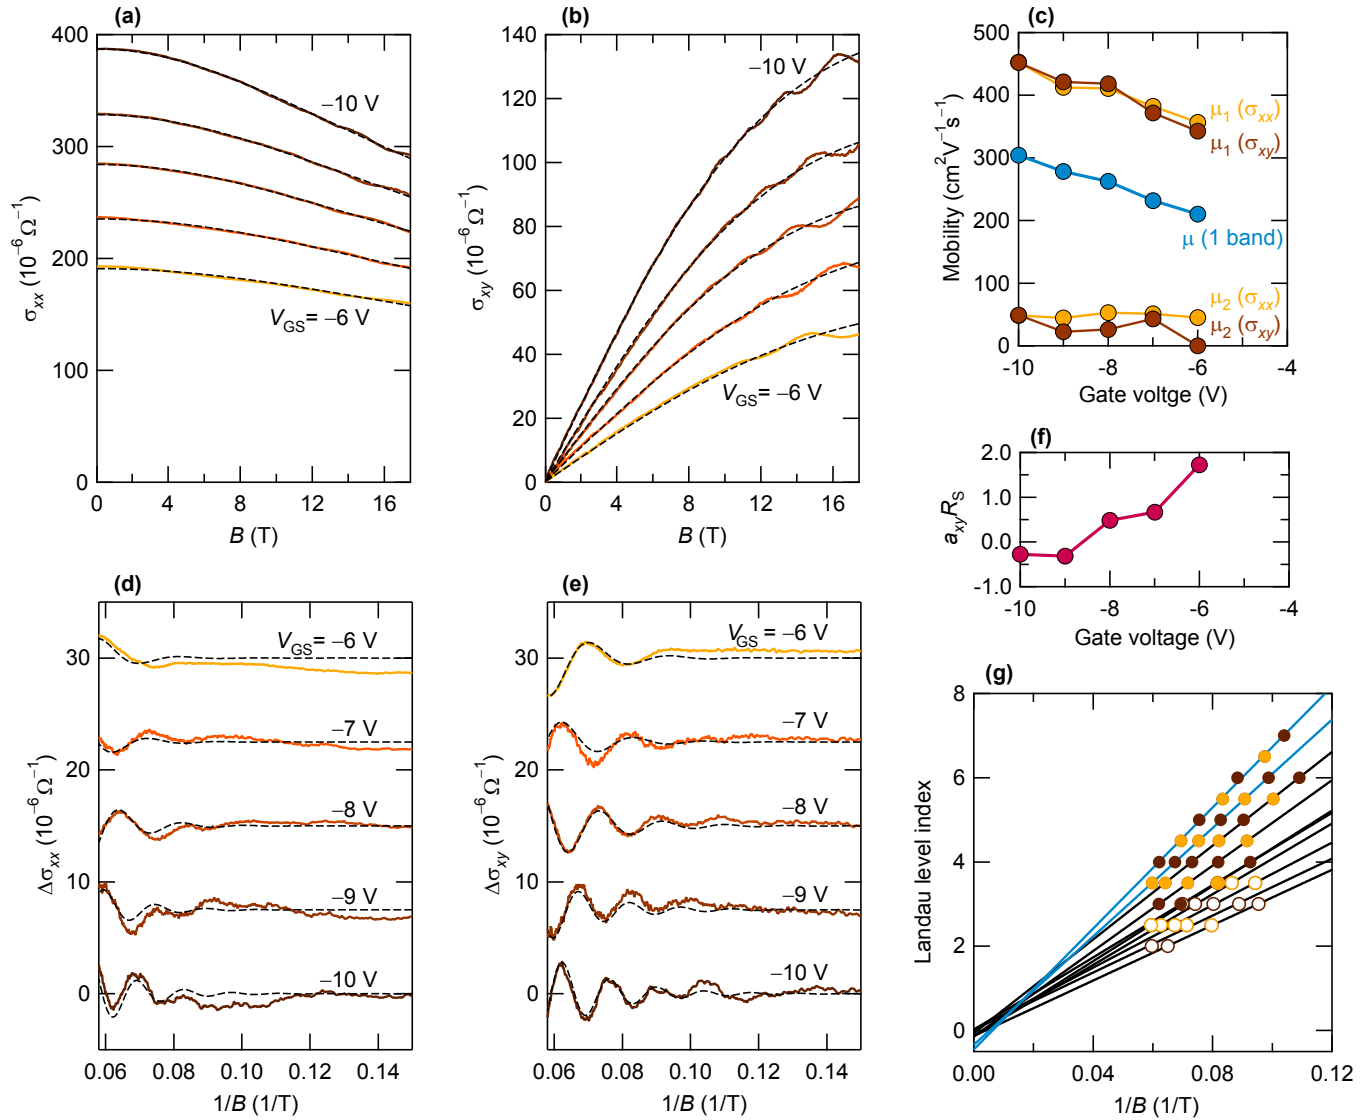 (a)
400
300
200
100
0
σxx (10⁻⁶ Ω⁻¹)
−10 V
VGS= −6 V
0 4 8 12 16
B (T)
(b)
140
120
100
80
60
40
20
0
σxy (10⁻⁶ Ω⁻¹)
−10 V
VGS= −6 V
0 4 8 12 16
B (T)
(c)
500
400
300
200
100
0
Mobility (cm²V⁻¹s⁻¹)
μ1 (σxx)
μ1 (σxy)
μ (1 band)
μ2 (σxx)
μ2 (σxy)
-10 -8 -6 -4
Gate voltge (V)
(f)
2.0
1.0
0.0
-1.0
axyRS
-10 -8 -6 -4
Gate voltage (V)
(d)
30
20
10
0
Δσxx (10⁻⁶ Ω⁻¹)
VGS= −6 V
−7 V
−8 V
−9 V
−10 V
0.06 0.08 0.10 0.12 0.14
1/B (1/T)
(e)
30
20
10
0
Δσxy (10⁻⁶ Ω⁻¹)
VGS= −6 V
−7 V
−8 V
−9 V
−10 V
0.06 0.08 0.10 0.12 0.14
1/B (1/T)
(g)
8
6
4
2
0
Landau level index
0.00 0.04 0.08 0.12
1/B (1/T)